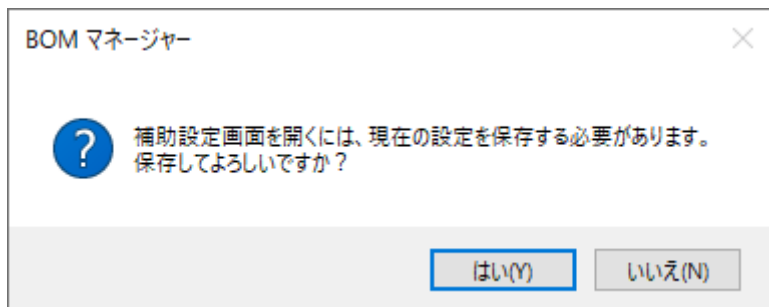 BOM マネージャー
補助設定画面を開くには、現在の設定を保存する必要があります。
保存してよろしいですか？
はい(Y)
いいえ(N)